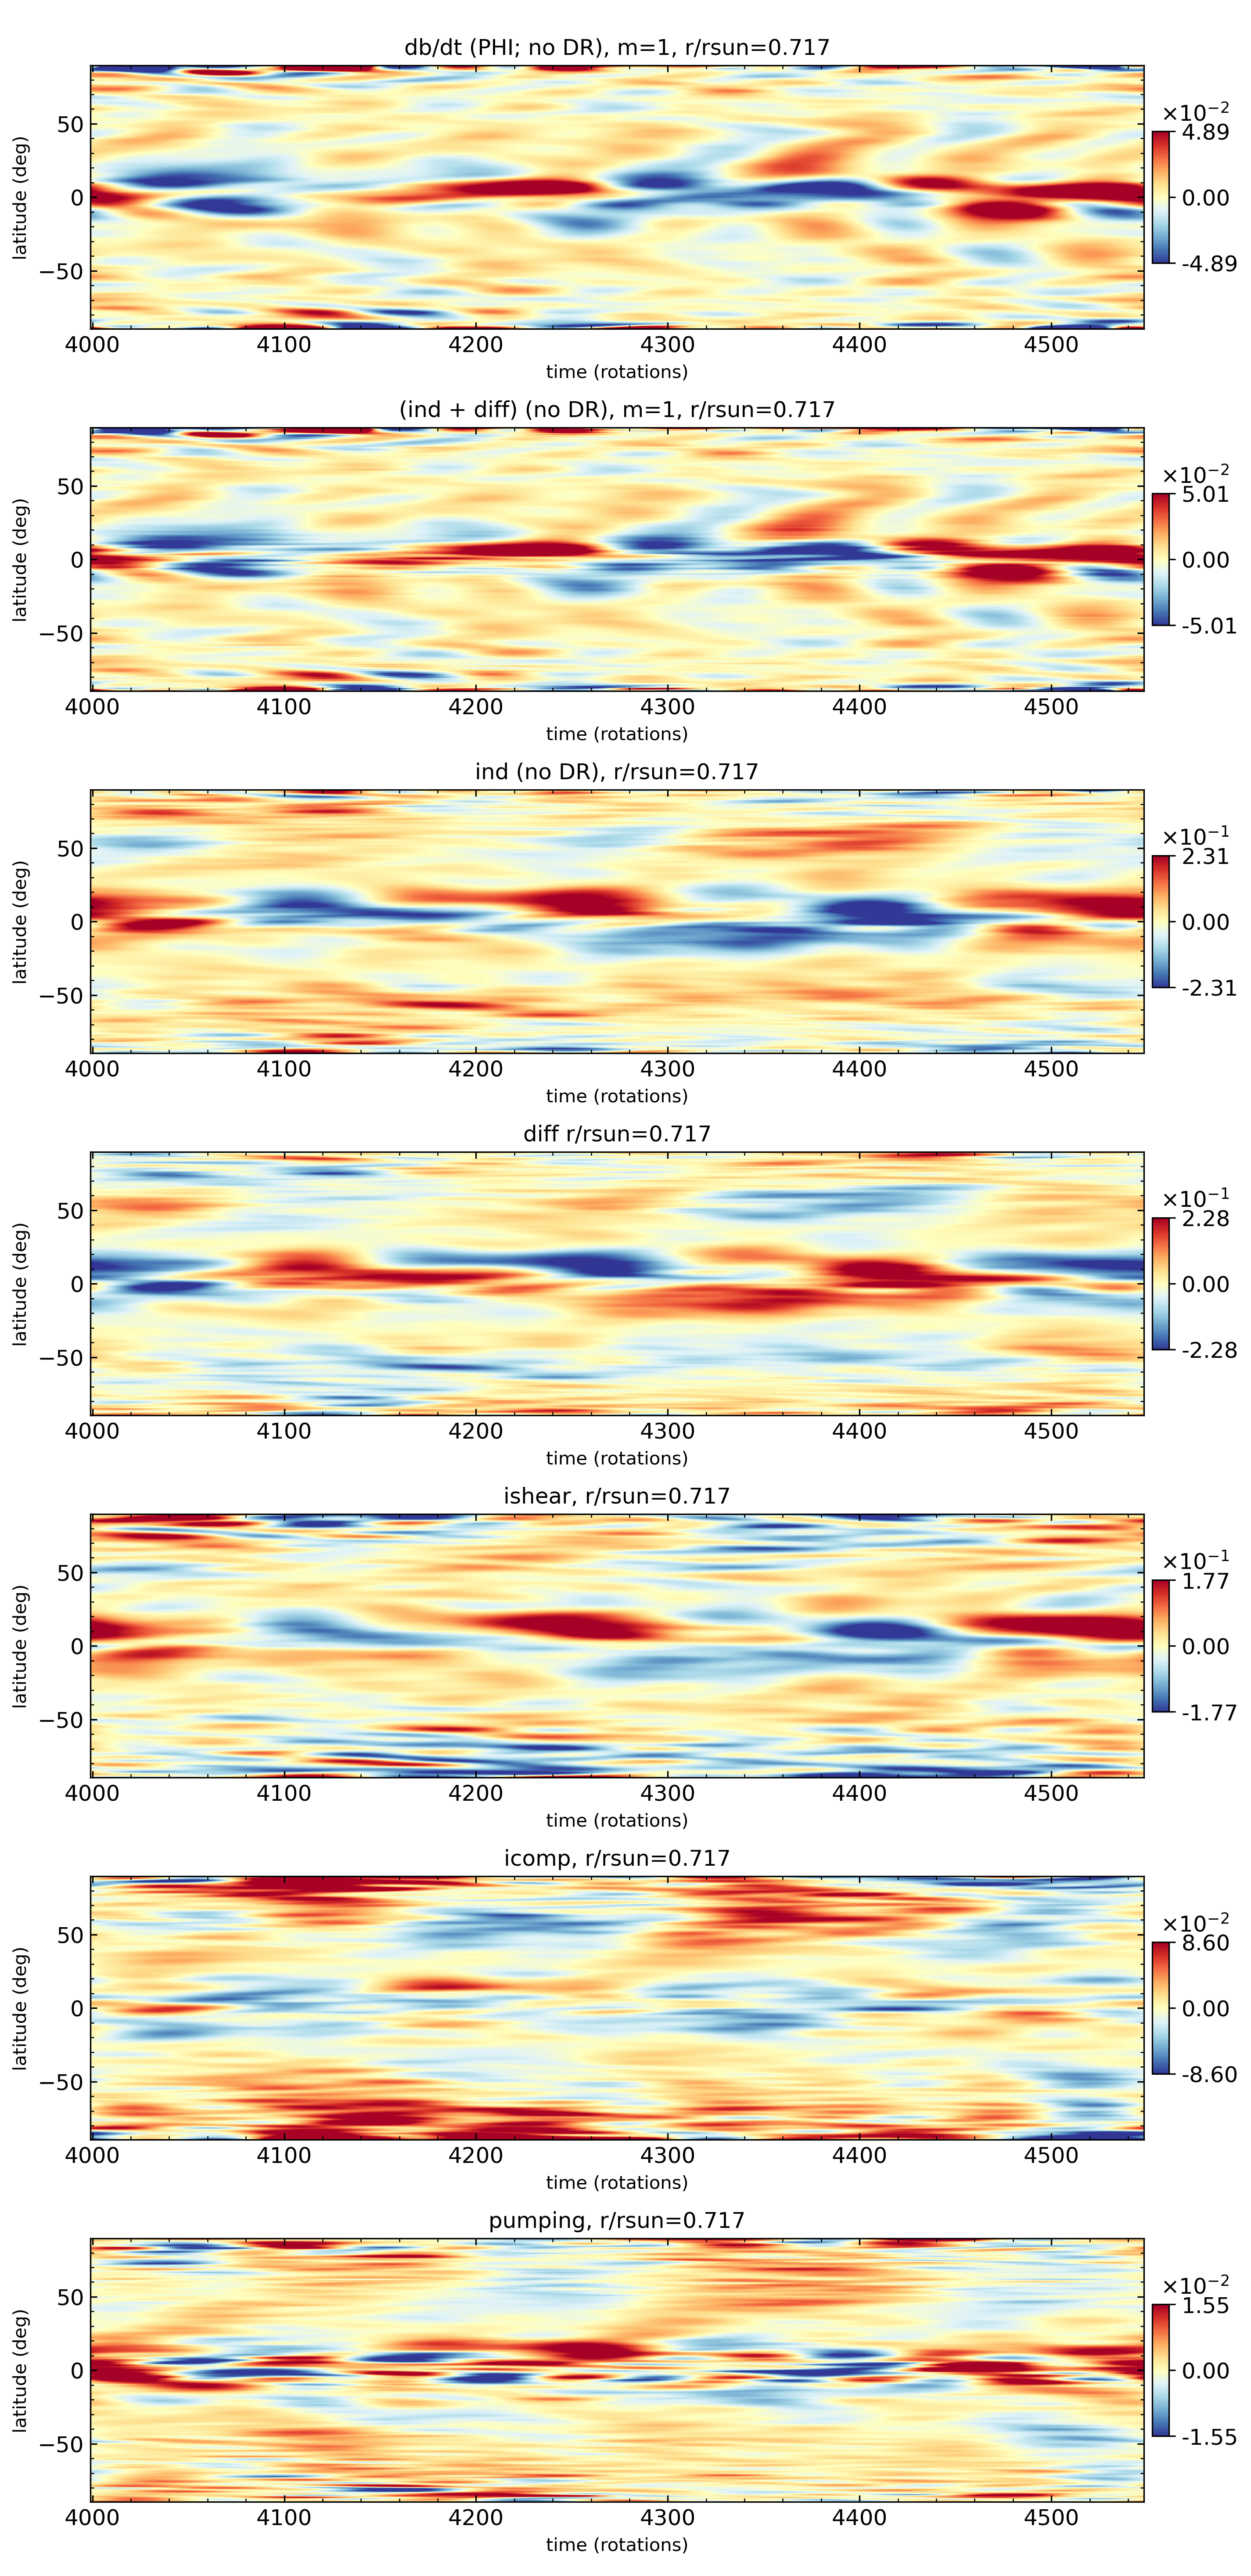 db/dt (PHI; no DR), m=1, r/rsun=0.717
×10−2
4.89
0.00
-4.89
50
0
−50
latitude (deg)
4000 4100 4200 4300 4400 4500
time (rotations)
(ind + diff) (no DR), m=1, r/rsun=0.717
×10−2
5.01
0.00
-5.01
50
0
−50
latitude (deg)
4000 4100 4200 4300 4400 4500
time (rotations)
ind (no DR), r/rsun=0.717
×10−1
2.31
0.00
-2.31
50
0
−50
latitude (deg)
4000 4100 4200 4300 4400 4500
time (rotations)
diff r/rsun=0.717
×10−1
2.28
0.00
-2.28
50
0
−50
latitude (deg)
4000 4100 4200 4300 4400 4500
time (rotations)
ishear, r/rsun=0.717
×10−1
1.77
0.00
-1.77
50
0
−50
latitude (deg)
4000 4100 4200 4300 4400 4500
time (rotations)
icomp, r/rsun=0.717
×10−2
8.60
0.00
-8.60
50
0
−50
latitude (deg)
4000 4100 4200 4300 4400 4500
time (rotations)
pumping, r/rsun=0.717
×10−2
1.55
0.00
-1.55
50
0
−50
latitude (deg)
4000 4100 4200 4300 4400 4500
time (rotations)